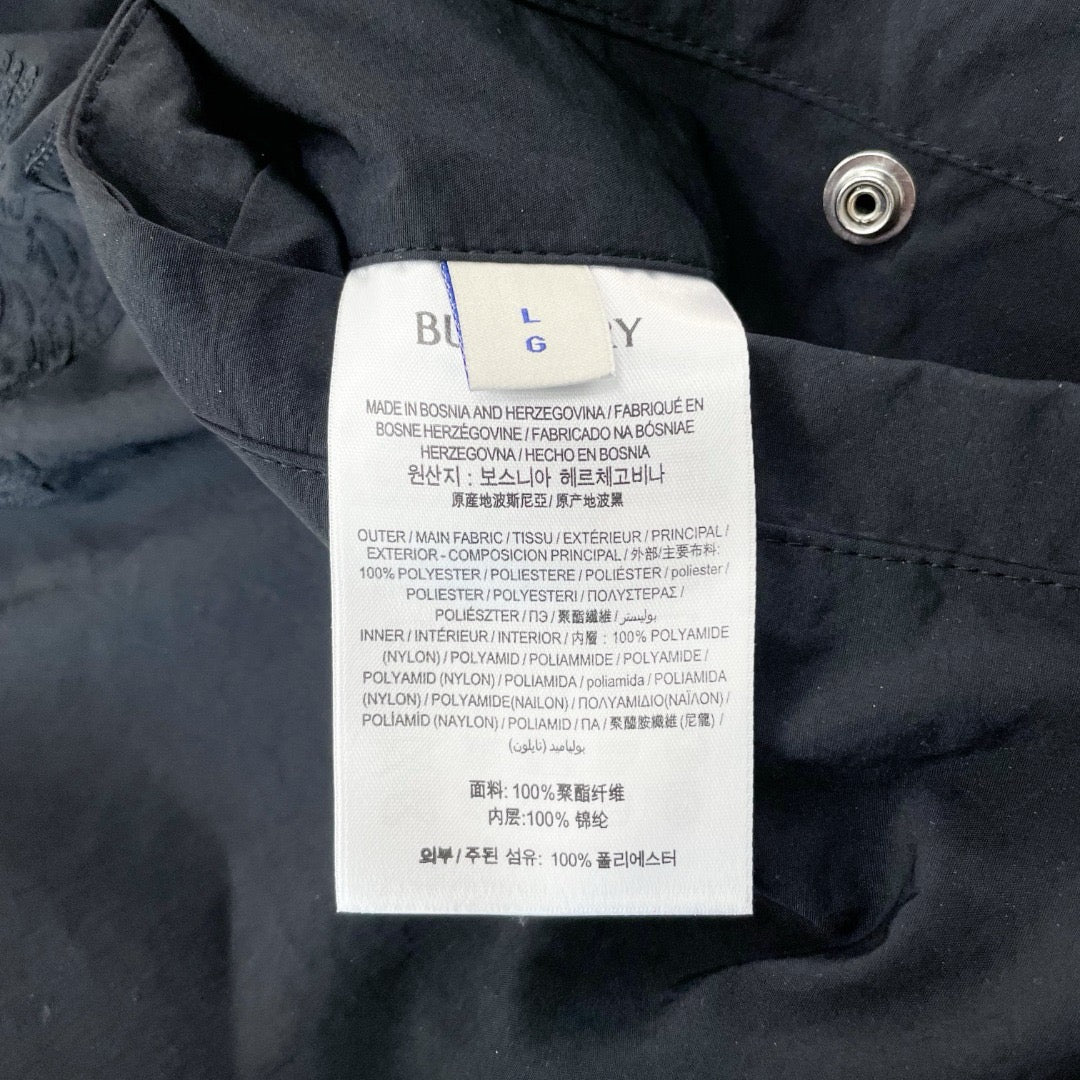 BU RY
L
G
MADE IN BOSNIA AND HERZEGOVINA / FABRIQUÉ EN
BOSNE HERZÉGOVINE / FABRICADO NA BÓSNIAE
HERZEGOVNA / HECHO EN BOSNIA
원산지 : 보스니아 헤르체고비나
原産地波斯尼亞/ 原产地波黑
OUTER / MAIN FABRIC / TISSU / EXTÉRIEUR / PRINCIPAL /
EXTERIOR - COMPOSICION PRINCIPAL / 外部/主要布料:
100% POLYESTER / POLIESTERE / POLIÉSTER / poliester /
POLIESTER / POLYESTERI / ΠΟΛΥΣΤΕΡΑΣ /
POLIÉSZTER / ПЭ / 聚酯纖維 / بوليستر
INNER / INTÉRIEUR / INTERIOR / 内層 : 100% POLYAMIDE
(NYLON) / POLYAMID / POLIAMMIDE / POLYAMIDE /
POLYAMID (NYLON) / POLIAMIDA / poliamida / POLIAMIDA
(NYLON) / POLYAMIDE(NAILON) / ΠΟΛΥΑΜΙΔΙΟ(ΝΑΪΛΟΝ) /
POLİAMİD (NAYLON) / POLIAMID / ПА / 聚醯胺纖維 (尼龍) /
بولياميد (نايلون)
面料: 100%聚酯纤维
内层:100% 锦纶
외부 / 주된 섬유: 100% 폴리에스터